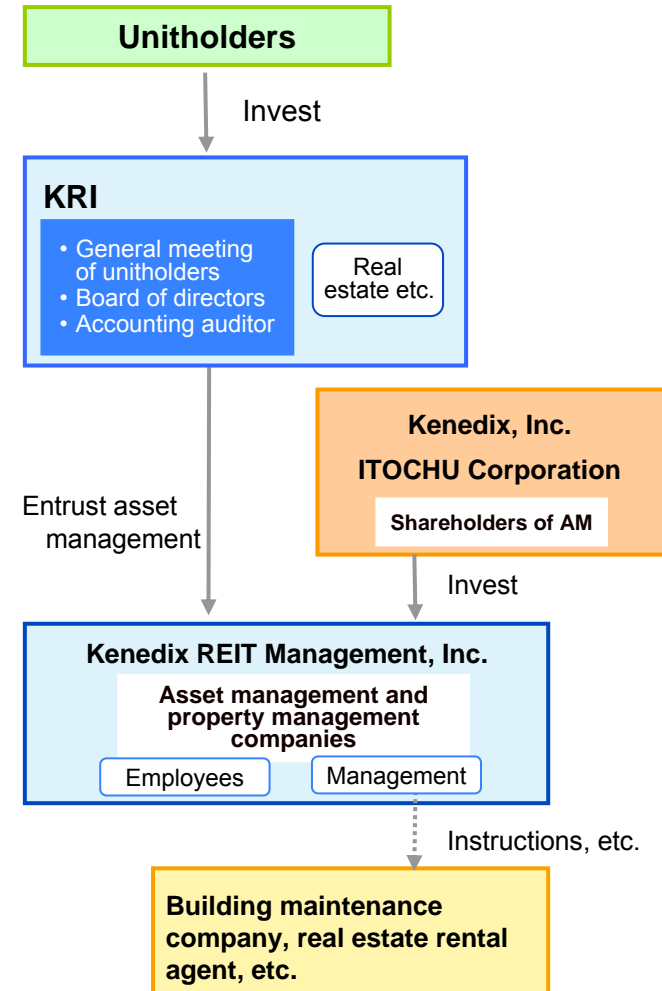 Unitholders
Invest
KRI
• General meeting
of unitholders
• Board of directors
• Accounting auditor
Real
estate etc.
Kenedix, Inc.
ITOCHU Corporation
Shareholders of AM
Entrust asset
management
Invest
Kenedix REIT Management, Inc.
Asset management and
property management
companies
Employees
Management
Instructions, etc.
Building maintenance
company, real estate rental
agent, etc.